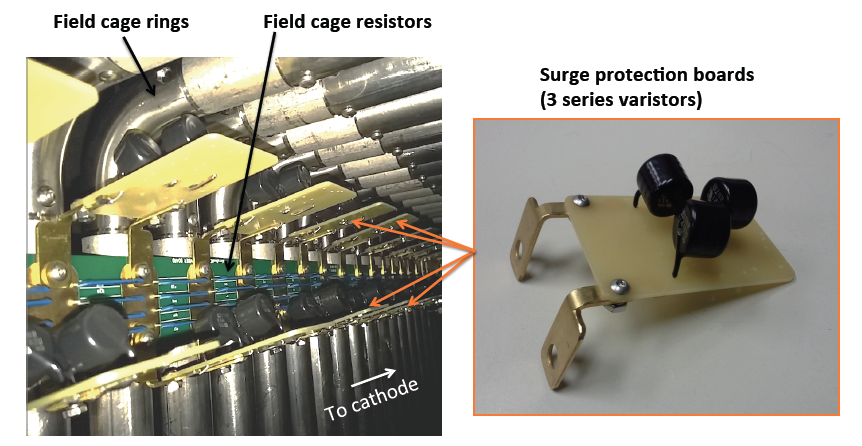 Field cage rings
Field cage resistors
Surge protection boards
(3 series varistors)
To cathode